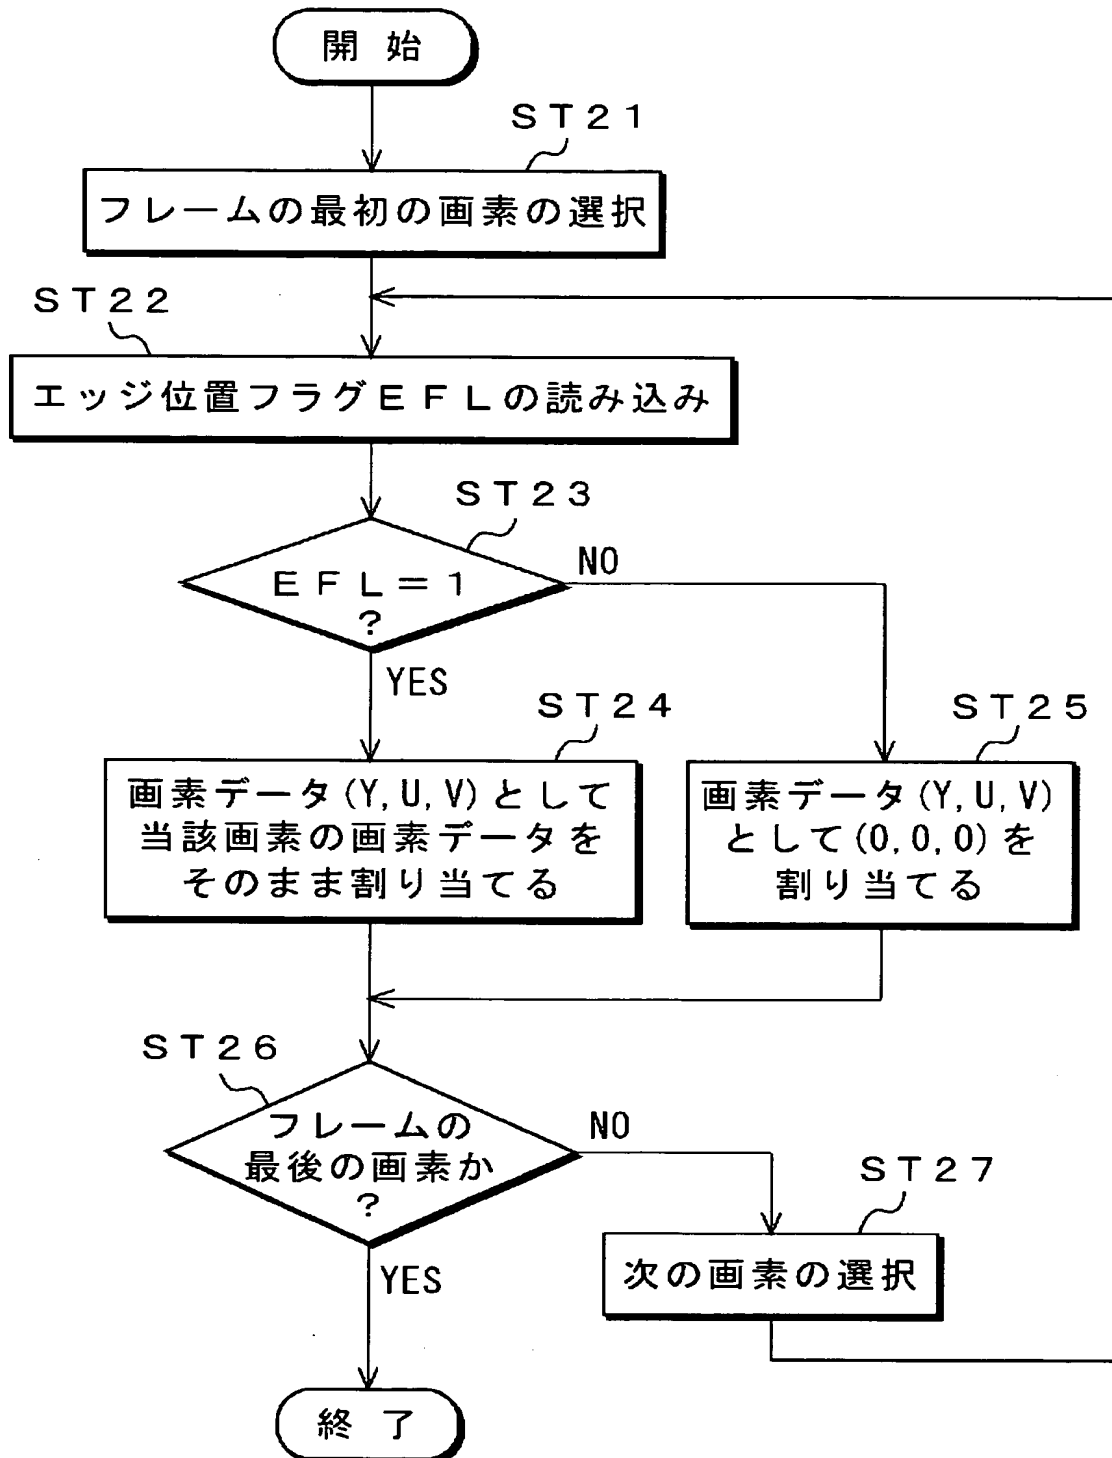 開始
ST21
フレームの最初の画素の選択
ST22
エッジ位置フラグEFLの読み込み
ST23
EFL=1
?
NO
YES
ST24
画素データ(Y,U,V)として
当該画素の画素データを
そのまま割り当てる
ST25
画素データ(Y,U,V)
として(0,0,0)を
割り当てる
ST26
フレームの
最後の画素か
?
NO
YES
ST27
次の画素の選択
終了